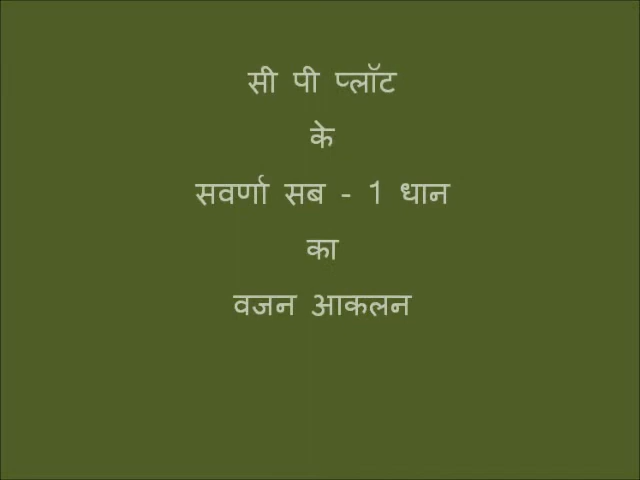 सी पी प्लॉट
के
सवर्णा सब - 1 धान
का
वजन आकलन